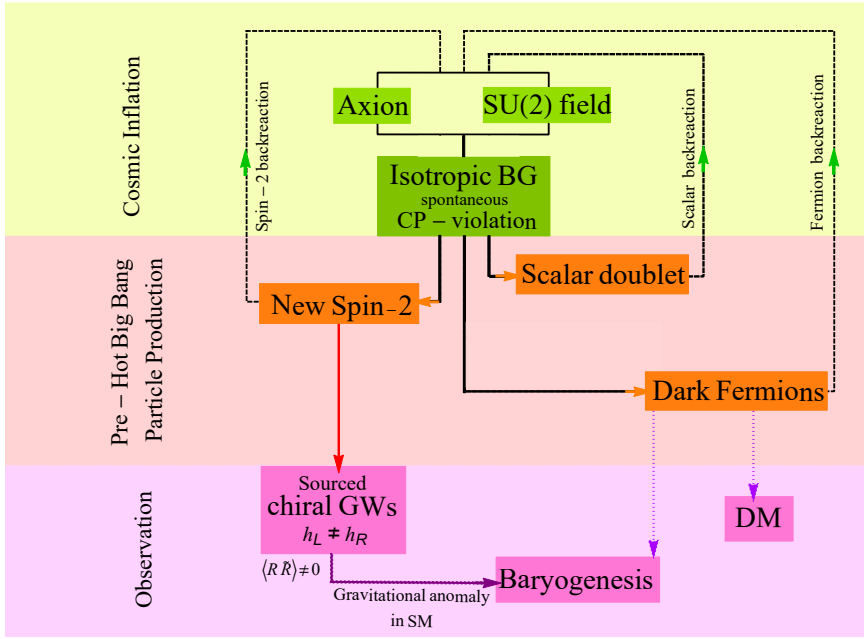 Cosmic Inflation
Axion
SU(2) field
Isotropic BG
spontaneous
CP – violation
Spin – 2 backreaction
Scalar backreaction
Fermion backreaction
Pre – Hot Big Bang
Particle Production
New Spin–2
Scalar doublet
Dark Fermions
Observation
Sourced
chiral GWs
h_L ≠ h_R
⟨R R̃⟩≠0
Gravitational anomaly
in SM
Baryogenesis
DM